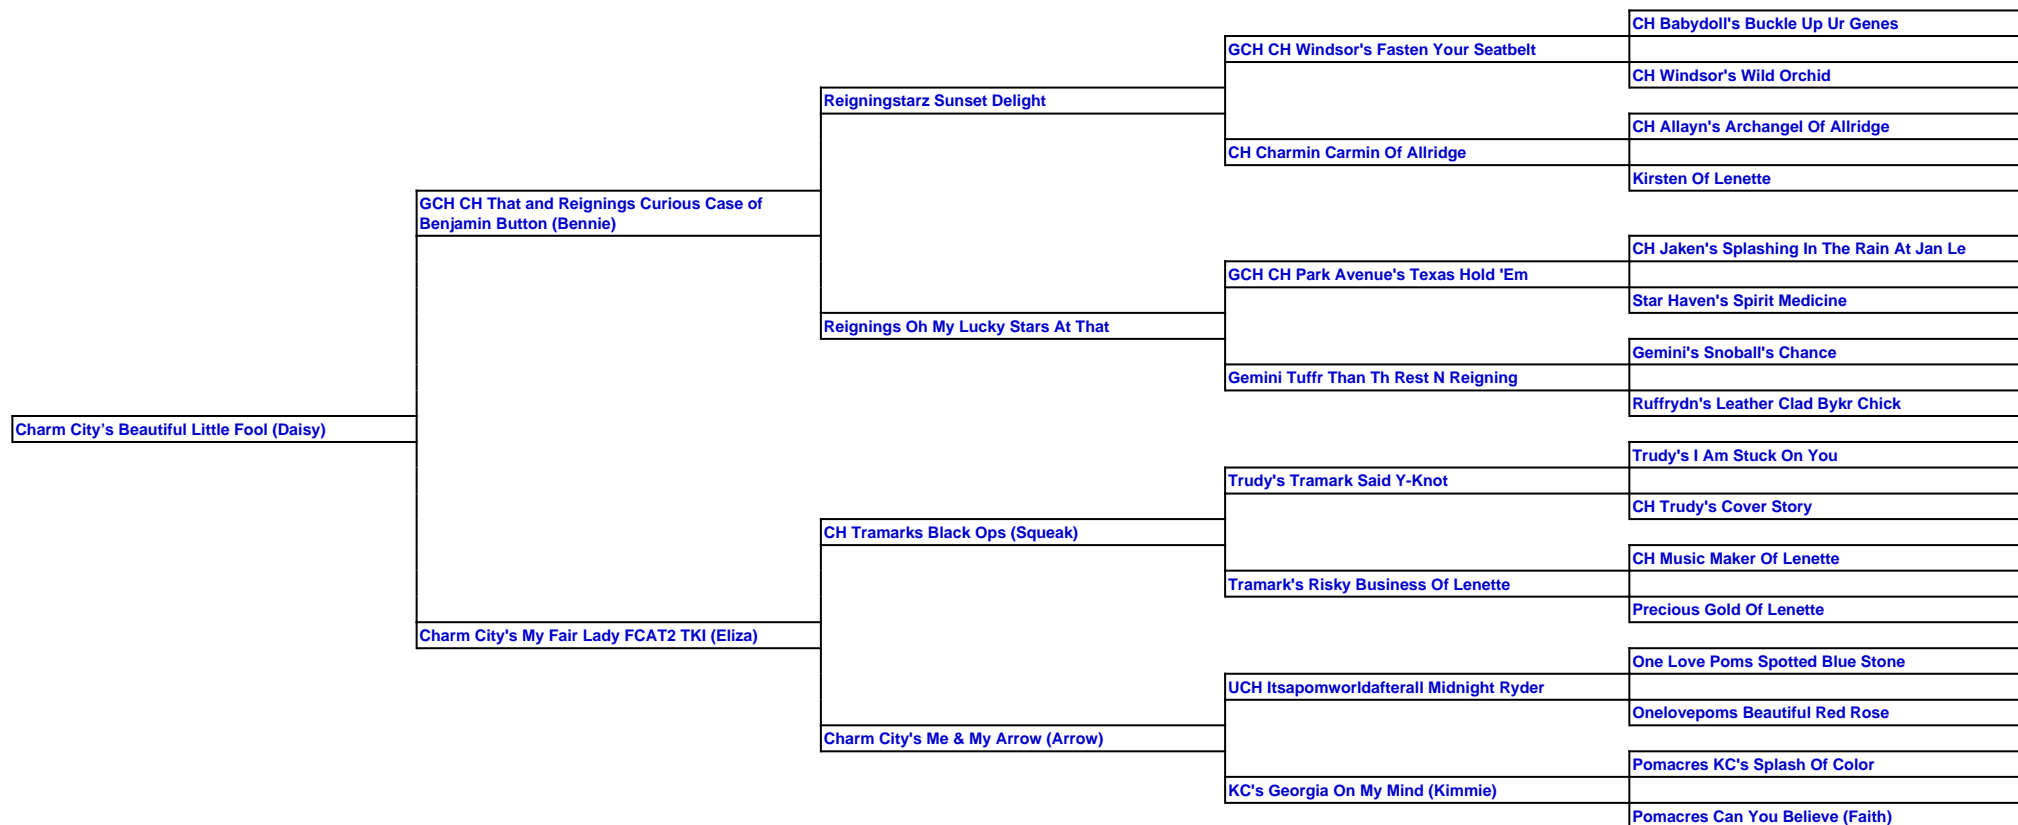 CH Babydoll's Buckle Up Ur Genes
GCH CH Windsor's Fasten Your Seatbelt
CH Windsor's Wild Orchid
Reigningstarz Sunset Delight
CH Allayn's Archangel Of Allridge
CH Charmin Carmin Of Allridge
Kirsten Of Lenette
GCH CH That and Reignings Curious Case of
Benjamin Button (Bennie)
CH Jaken's Splashing In The Rain At Jan Le
GCH CH Park Avenue's Texas Hold 'Em
Star Haven's Spirit Medicine
Reignings Oh My Lucky Stars At That
Gemini's Snoball's Chance
Gemini Tuffr Than Th Rest N Reigning
Ruffrydn's Leather Clad Bykr Chick
Charm City’s Beautiful Little Fool (Daisy)
Trudy's I Am Stuck On You
Trudy's Tramark Said Y-Knot
CH Trudy's Cover Story
CH Tramarks Black Ops (Squeak)
CH Music Maker Of Lenette
Tramark's Risky Business Of Lenette
Precious Gold Of Lenette
Charm City's My Fair Lady FCAT2 TKI (Eliza)
One Love Poms Spotted Blue Stone
UCH Itsapomworldafterall Midnight Ryder
Onelovepoms Beautiful Red Rose
Charm City's Me & My Arrow (Arrow)
Pomacres KC's Splash Of Color
KC's Georgia On My Mind (Kimmie)
Pomacres Can You Believe (Faith)